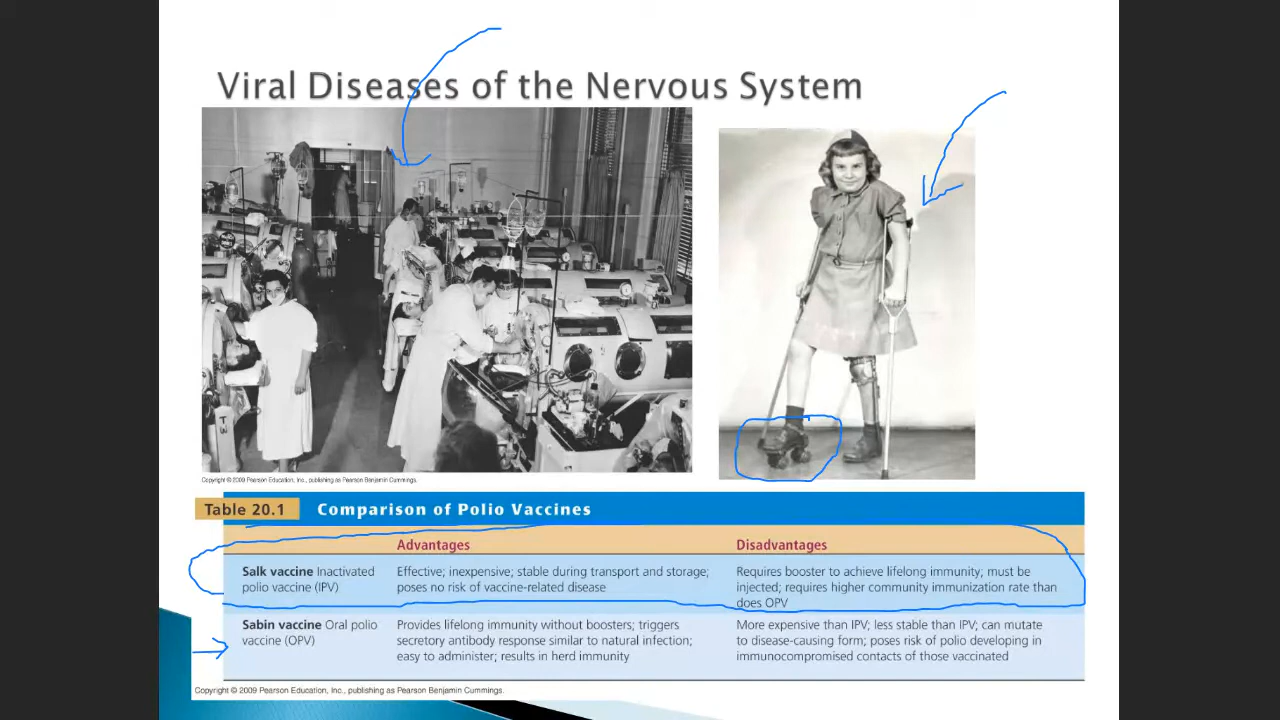 Viral Diseases of the Nervous System
Copyright © 2009 Pearson Education, Inc., publishing as Pearson Benjamin Cummings.
Table 20.1 Comparison of Polio Vaccines
Advantages Disadvantages
Salk vaccine Inactivated Effective; inexpensive; stable during transport and storage; Requires booster to achieve lifelong immunity; must be
polio vaccine (IPV) poses no risk of vaccine-related disease injected; requires higher community immunization rate than
does OPV
Sabin vaccine Oral polio Provides lifelong immunity without boosters; triggers More expensive than IPV; less stable than IPV; can mutate
vaccine (OPV) secretory antibody response similar to natural infection; to disease-causing form; poses risk of polio developing in
easy to administer; results in herd immunity immunocompromised contacts of those vaccinated
Copyright © 2009 Pearson Education, Inc., publishing as Pearson Benjamin Cummings.